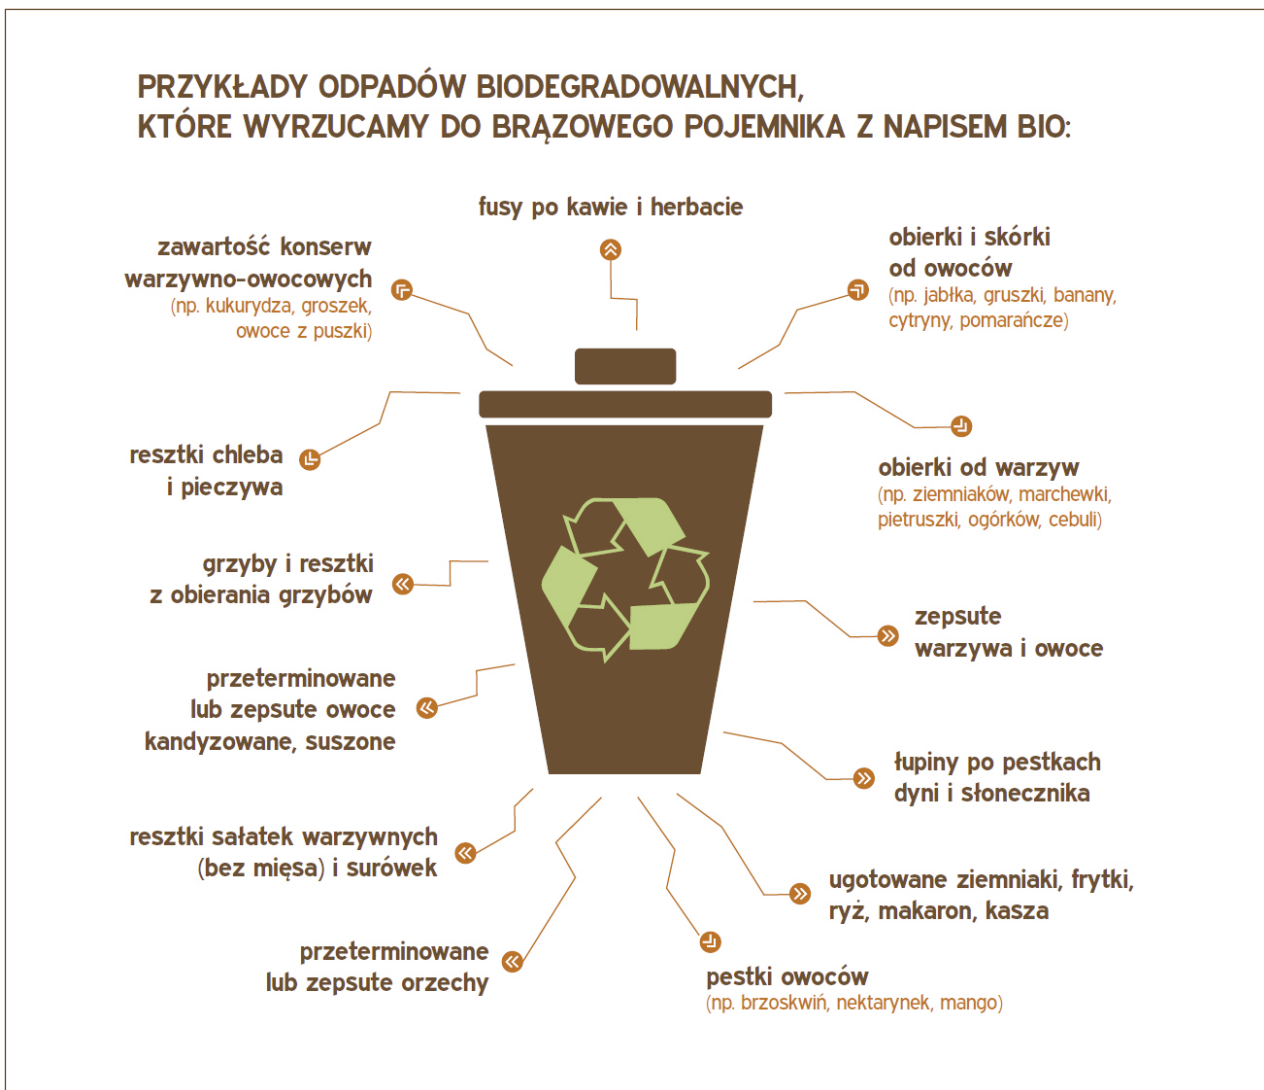 PRZYKŁADY ODPADÓW BIODEGRADOWALNYCH,
KTÓRE WYRZUCAMY DO BRĄZOWEGO POJEMNIKA Z NAPISEM BIO:
fusy po kawie i herbacie
zawartość konserw
warzywno-owocowych
(np. kukurydza, groszek,
owoce z puszki)
obierki i skórki
od owoców
(np. jabłka, gruszki, banany,
cytryny, pomarańcze)
resztki chleba
i pieczywa
obierki od warzyw
(np. ziemniaków, marchewki,
pietruszki, ogórków, cebuli)
grzyby i resztki
z obierania grzybów
zepsute
warzywa i owoce
przeterminowane
lub zepsute owoce
kandyzowane, suszone
łupiny po pestkach
dyni i słonecznika
resztki sałatek warzywnych
(bez mięsa) i surówek
ugotowane ziemniaki, frytki,
ryż, makaron, kasza
przeterminowane
lub zepsute orzechy
pestki owoców
(np. brzoskwiń, nektarynek, mango)